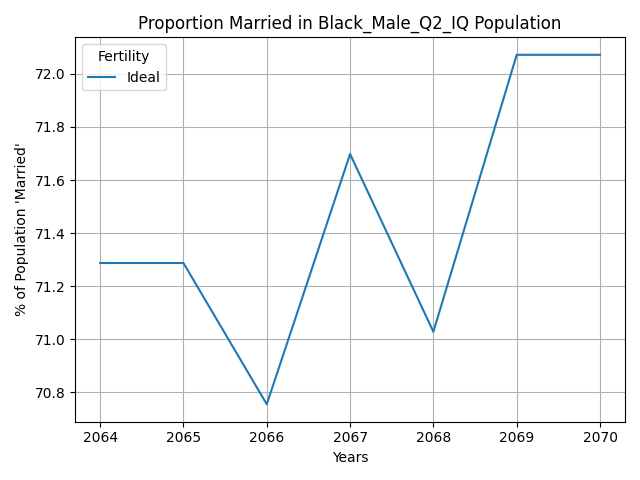 Proportion Married in Black_Male_Q2_IQ Population
Fertility
Ideal
% of Population 'Married'
72.0
71.8
71.6
71.4
71.2
71.0
70.8
2064 2065 2066 2067 2068 2069 2070
Years